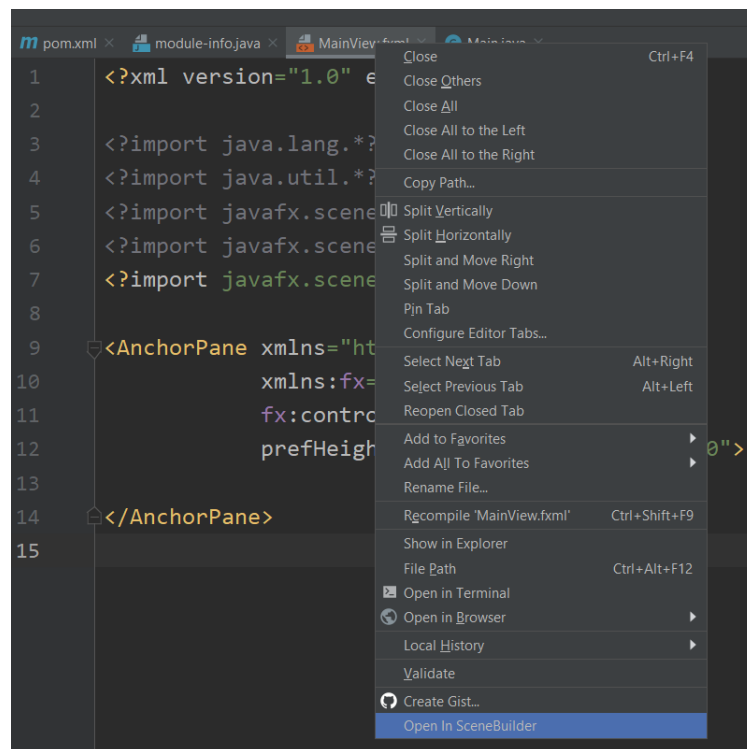 pom.xml × module-info.java × MainView.fxml × Main.java ×
1 <?xml version="1.0" e
2
3 <?import java.lang.*?
4 <?import java.util.*?
5 <?import javafx.scene
6 <?import javafx.scene
7 <?import javafx.scene
8
9 <AnchorPane xmlns="ht
10 xmlns:fx=
11 fx:contro
12 prefHeigh 0">
13
14 </AnchorPane>
15
Close Ctrl+F4
Close Others
Close All
Close All to the Left
Close All to the Right
Copy Path...
Split Vertically
Split Horizontally
Split and Move Right
Split and Move Down
Pin Tab
Configure Editor Tabs...
Select Next Tab Alt+Right
Select Previous Tab Alt+Left
Reopen Closed Tab
Add to Favorites
Add All To Favorites
Rename File...
Recompile 'MainView.fxml' Ctrl+Shift+F9
Show in Explorer
File Path Ctrl+Alt+F12
Open in Terminal
Open in Browser
Local History
Validate
Create Gist...
Open In SceneBuilder